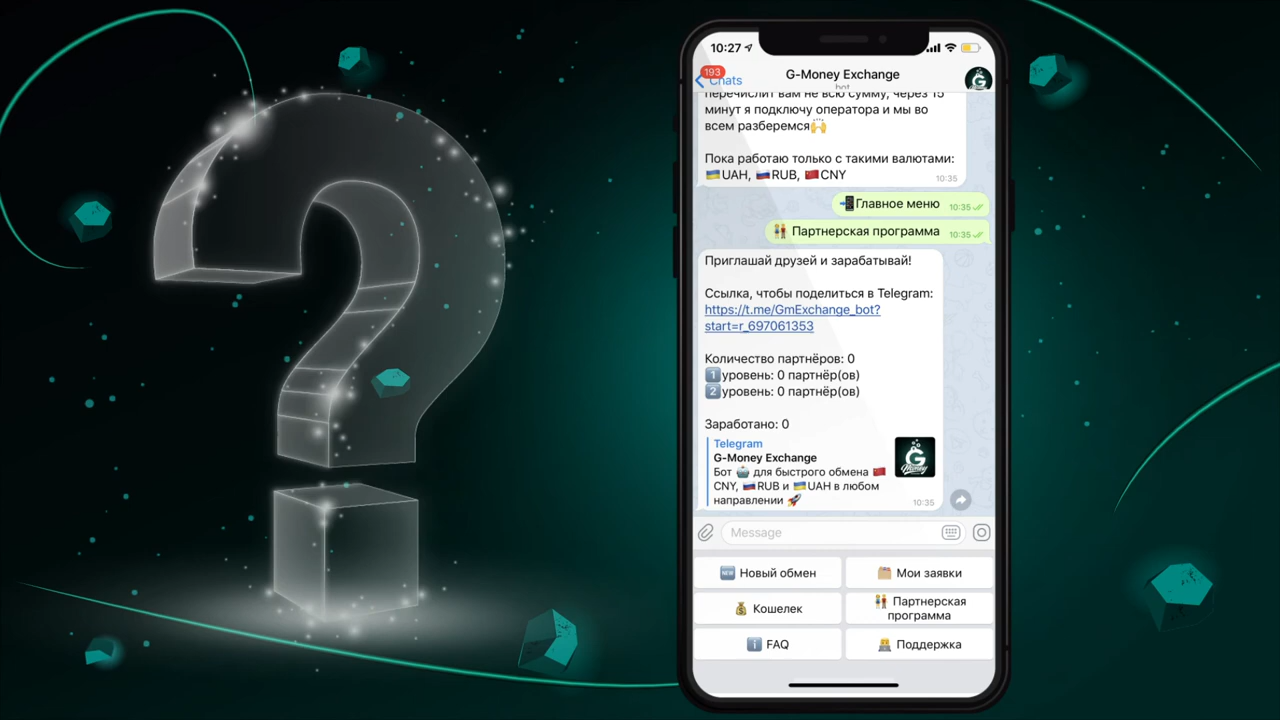 10:27
193
Chats
G-Money Exchange
bot
перечислит вам не всю сумму, через 15
минут я подключу оператора и мы во
всем разберемся🙌
Пока работаю только с такими валютами:
🇺🇦UAH, 🇷🇺RUB, 🇨🇳CNY
10:35
📲Главное меню 10:35
👫 Партнерская программа 10:35
Приглашай друзей и зарабатывай!
Ссылка, чтобы поделиться в Telegram:
https://t.me/GmExchange_bot?
start=r_697061353
Количество партнёров: 0
1️⃣уровень: 0 партнёр(ов)
2️⃣уровень: 0 партнёр(ов)
Заработано: 0
Telegram
G-Money Exchange
Бот 🤖 для быстрого обмена 🇨🇳
CNY, 🇷🇺RUB и 🇺🇦UAH в любом
направлении 🚀
G
Money
10:35
Message
🆕 Новый обмен
🗂 Мои заявки
💰 Кошелек
👫 Партнерская
программа
ℹ️ FAQ
👨‍💻 Поддержка